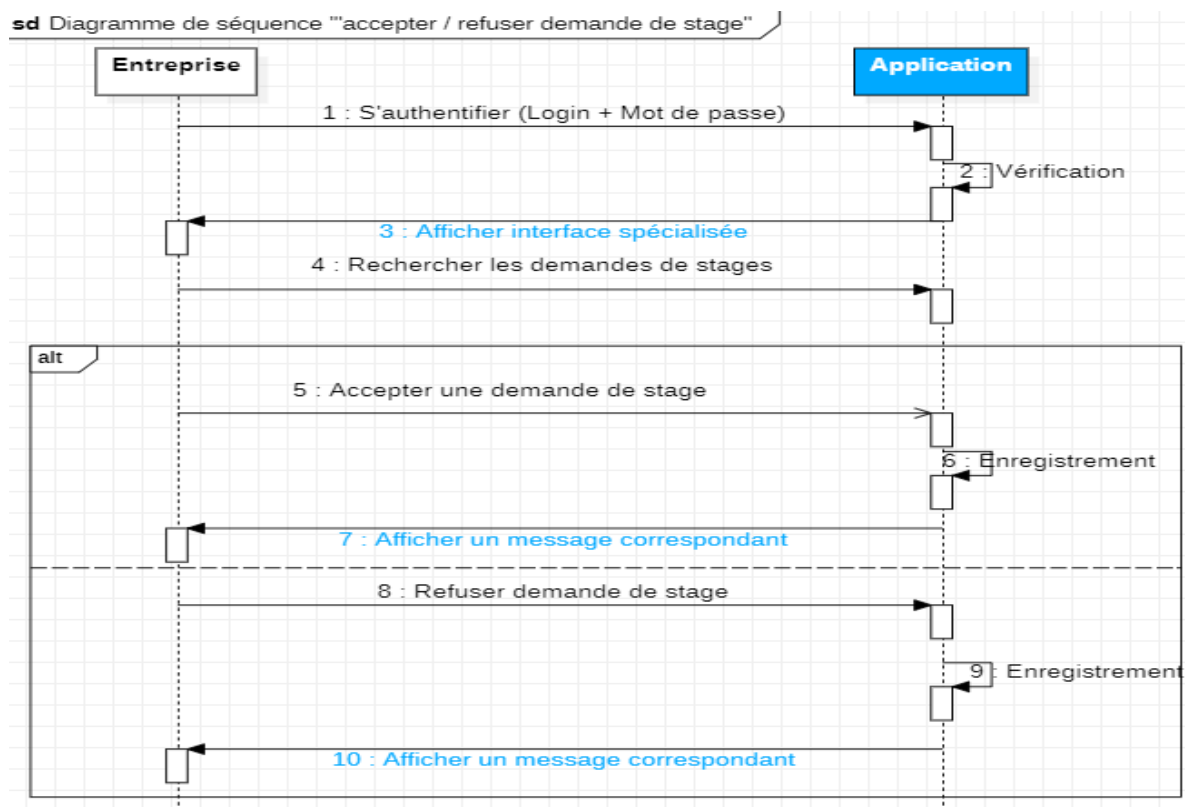 sd Diagramme de séquence "'accepter / refuser demande de stage"
Entreprise
Application
1 : S'authentifier (Login + Mot de passe)
2 : Vérification
3 : Afficher interface spécialisée
4 : Rechercher les demandes de stages
alt
5 : Accepter une demande de stage
6 : Enregistrement
7 : Afficher un message correspondant
8 : Refuser demande de stage
9 : Enregistrement
10 : Afficher un message correspondant